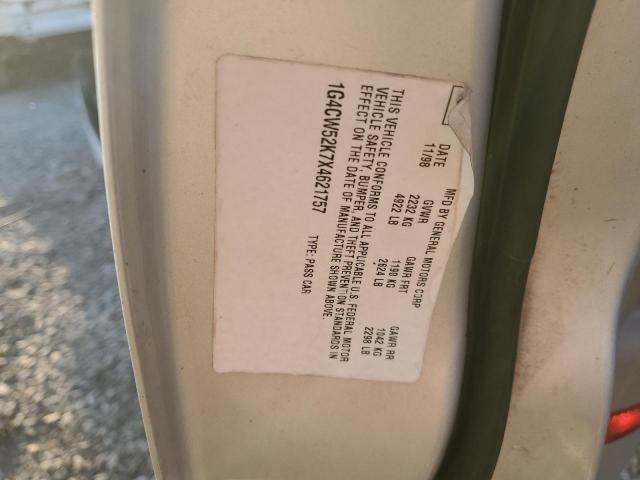 MFD BY GENERAL MOTORS CORP
DATE GVWR GAWR FRT GAWR RR
11/98 2232 KG 1190 KG 1042 KG
4922 LB 2624 LB 2298 LB
THIS VEHICLE CONFORMS TO ALL APPLICABLE U.S. FEDERAL MOTOR
VEHICLE SAFETY, BUMPER, AND THEFT PREVENTION STANDARDS IN
EFFECT ON THE DATE OF MANUFACTURE SHOWN ABOVE.
1G4CW52K7X4621757 TYPE: PASS CAR